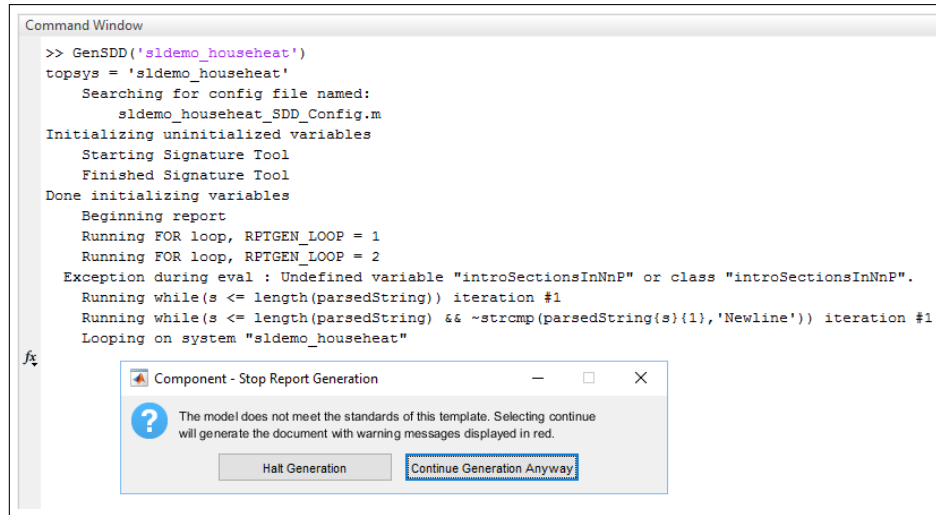 Command Window
>> GenSDD('sldemo_househeat')
topsys = 'sldemo_househeat'
Searching for config file named:
sldemo_househeat_SDD_Config.m
Initializing uninitialized variables
Starting Signature Tool
Finished Signature Tool
Done initializing variables
Beginning report
Running FOR loop, RPTGEN_LOOP = 1
Running FOR loop, RPTGEN_LOOP = 2
Exception during eval : Undefined variable "introSectionsInNnP" or class "introSectionsInNnP".
Running while(s <= length(parsedString)) iteration #1
Running while(s <= length(parsedString) && ~strcmp(parsedString{s}{1},'Newline')) iteration #1
Looping on system "sldemo_househeat"
fx
Component - Stop Report Generation
The model does not meet the standards of this template. Selecting continue
will generate the document with warning messages displayed in red.
Halt Generation
Continue Generation Anyway